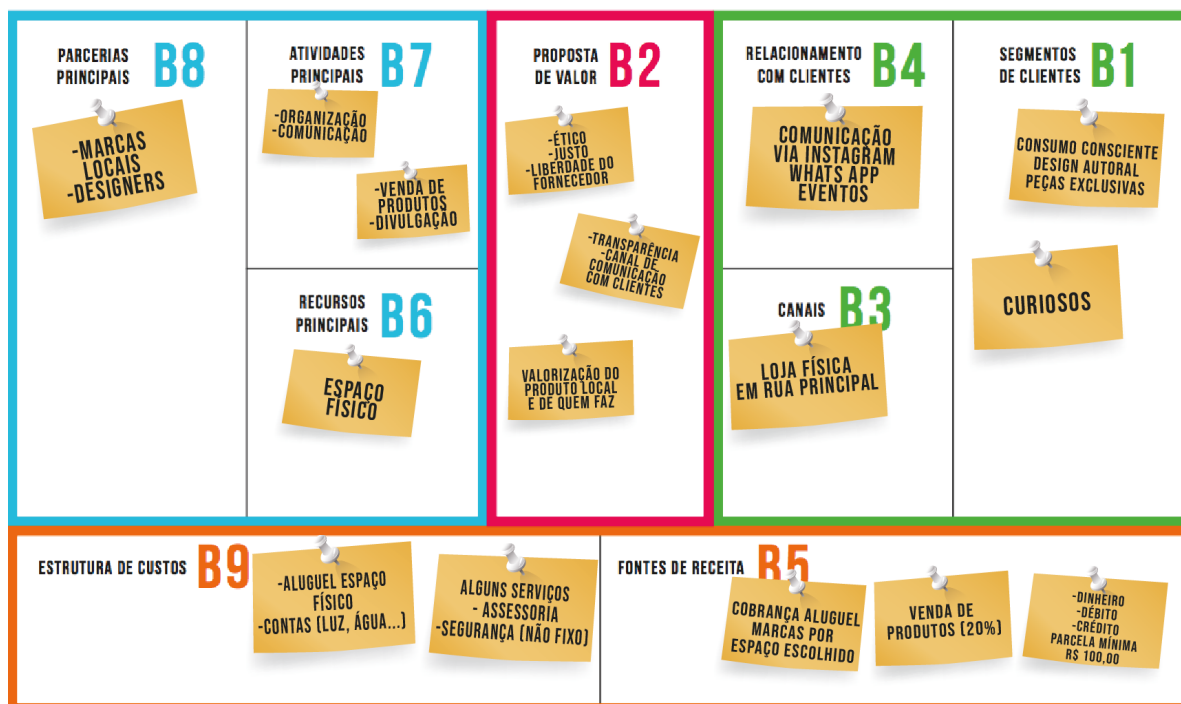 PARCERIAS
PRINCIPAIS
B8
-MARCAS
LOCAIS
-DESIGNERS
ATIVIDADES
PRINCIPAIS
B7
-ORGANIZAÇÃO
-COMUNICAÇÃO
-VENDA DE
PRODUTOS
-DIVULGAÇÃO
RECURSOS
PRINCIPAIS
B6
ESPAÇO
FÍSICO
PROPOSTA
DE VALOR
B2
-ÉTICO
-JUSTO
-LIBERDADE DO
FORNECEDOR
-TRANSPARÊNCIA
-CANAL DE
COMUNICAÇÃO
COM CLIENTES
VALORIZAÇÃO DO
PRODUTO LOCAL
E DE QUEM FAZ
RELACIONAMENTO
COM CLIENTES
B4
COMUNICAÇÃO
VIA INSTAGRAM
WHATS APP
EVENTOS
CANAIS
B3
LOJA FÍSICA
EM RUA PRINCIPAL
SEGMENTOS
DE CLIENTES
B1
CONSUMO CONSCIENTE
DESIGN AUTORAL
PEÇAS EXCLUSIVAS
CURIOSOS
ESTRUTURA DE CUSTOS
B9
-ALUGUEL ESPAÇO
FÍSICO
-CONTAS (LUZ, ÁGUA...)
ALGUNS SERVIÇOS
- ASSESSORIA
-SEGURANÇA (NÃO FIXO)
FONTES DE RECEITA
B5
COBRANÇA ALUGUEL
MARCAS POR
ESPAÇO ESCOLHIDO
VENDA DE
PRODUTOS (20%)
-DINHEIRO
-DÉBITO
-CRÉDITO
PARCELA MÍNIMA
R$ 100,00